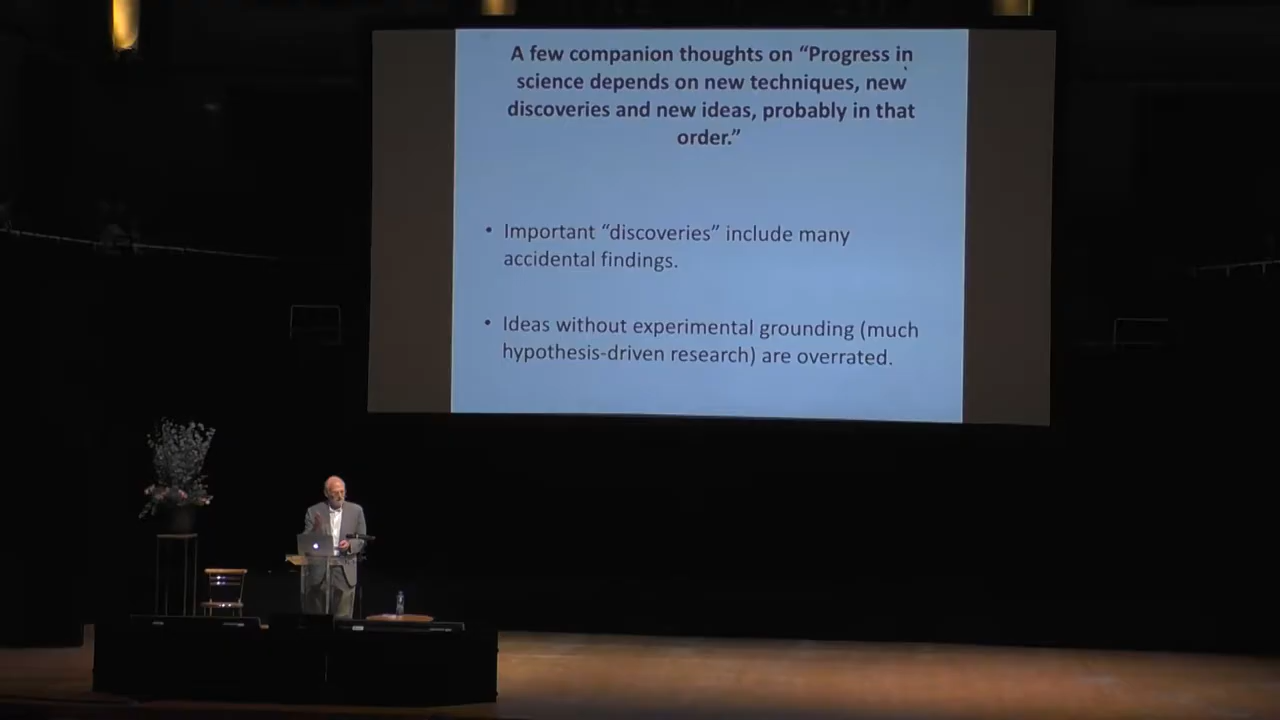 A few companion thoughts on “Progress in
science depends on new techniques, new
discoveries and new ideas, probably in that
order.”
• Important “discoveries” include many
accidental findings.
• Ideas without experimental grounding (much
hypothesis-driven research) are overrated.